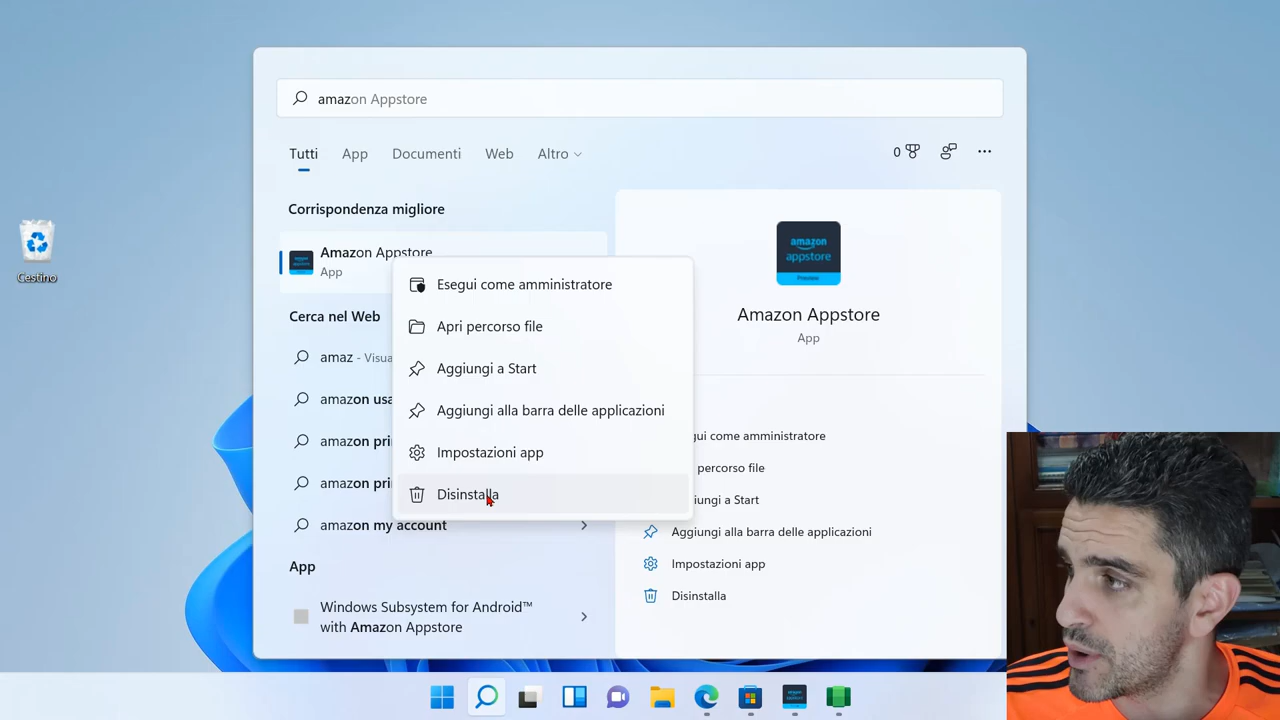 amazon Appstore
Tutti
App
Documenti
Web
Altro
0
Corrispondenza migliore
Amazon Appstore
App
Cerca nel Web
amaz - Visua
amazon usa
amazon pri
amazon pri
amazon my account
App
Windows Subsystem for Android™
with Amazon Appstore
Esegui come amministratore
Apri percorso file
Aggiungi a Start
Aggiungi alla barra delle applicazioni
Impostazioni app
Disinstalla
amazon
appstore
Preview
Amazon Appstore
App
gui come amministratore
percorso file
ungi a Start
Aggiungi alla barra delle applicazioni
Impostazioni app
Disinstalla
Cestino